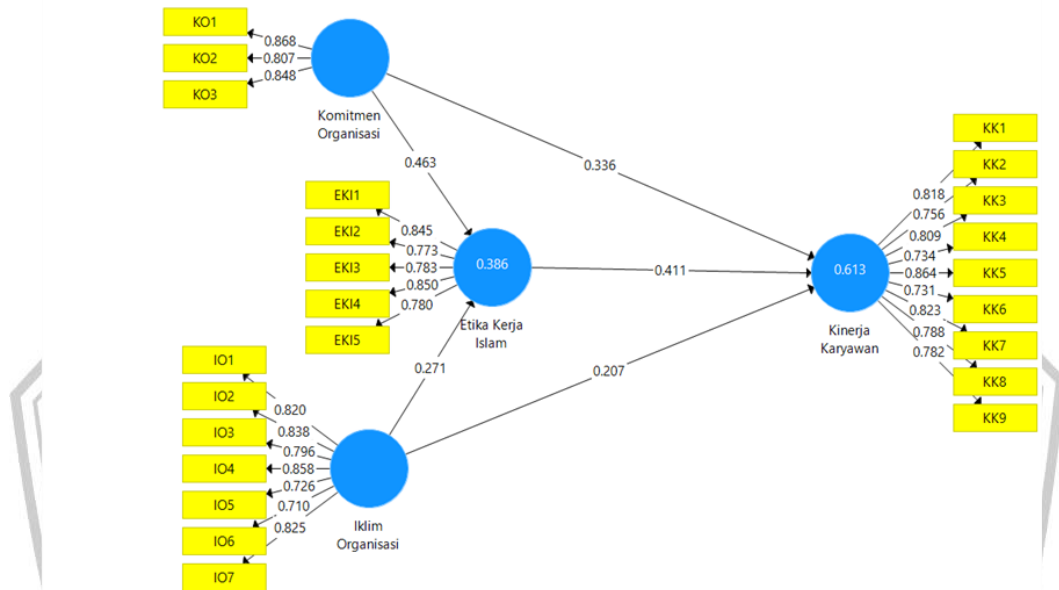 KO1
0.868
KO2
0.807
KO3
0.848
Komitmen
Organisasi
0.463
0.336
EKI1
0.845
EKI2
0.773
EKI3
0.783
EKI4
0.850
EKI5
0.780
0.386
Etika Kerja
Islam
0.411
0.271
0.207
IO1
0.820
IO2
0.838
IO3
0.796
IO4
0.858
IO5
0.726
IO6
0.710
IO7
0.825
Iklim
Organisasi
0.613
Kinerja
Karyawan
KK1
0.818
KK2
0.756
KK3
0.809
KK4
0.734
KK5
0.864
KK6
0.731
KK7
0.823
KK8
0.788
KK9
0.782